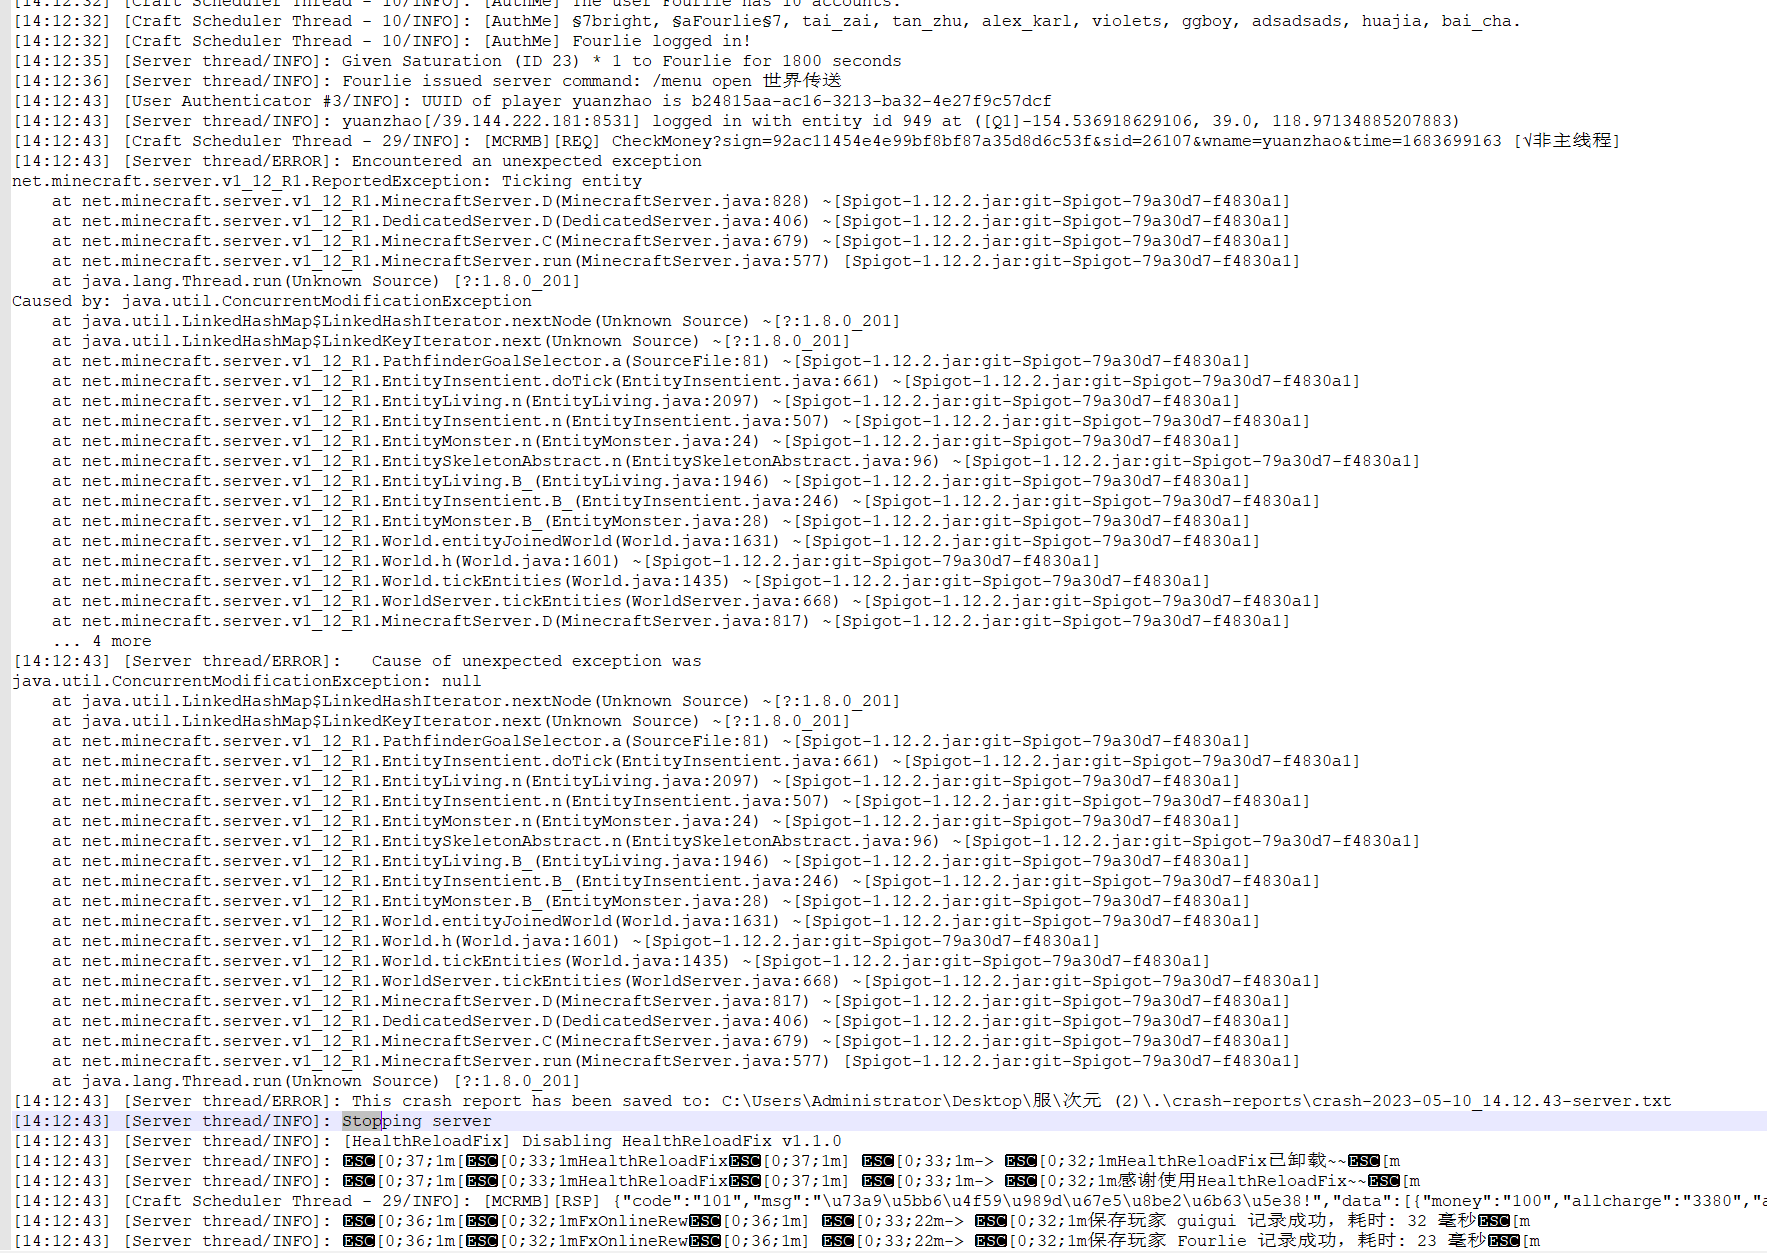 [14:12:32] [Craft Scheduler Thread - 10/INFO]: [AuthMe] The user Fourlie has 10 accounts.
[14:12:32] [Craft Scheduler Thread - 10/INFO]: [AuthMe] §7bright, §aFourlie§7, tai_zai, tan_zhu, alex_karl, violets, ggboy, adsadsads, huajia, bai_cha.
[14:12:32] [Craft Scheduler Thread - 10/INFO]: [AuthMe] Fourlie logged in!
[14:12:35] [Server thread/INFO]: Given Saturation (ID 23) * 1 to Fourlie for 1800 seconds
[14:12:36] [Server thread/INFO]: Fourlie issued server command: /menu open 世界传送
[14:12:43] [User Authenticator #3/INFO]: UUID of player yuanzhao is b24815aa-ac16-3213-ba32-4e27f9c57dcf
[14:12:43] [Server thread/INFO]: yuanzhao[/39.144.222.181:8531] logged in with entity id 949 at ([Q1]-154.536918629106, 39.0, 118.97134885207883)
[14:12:43] [Craft Scheduler Thread - 29/INFO]: [MCRMB][REQ] CheckMoney?sign=92ac11454e4e99bf8bf87a35d8d6c53f&sid=26107&wname=yuanzhao&time=1683699163 [√非主线程]
[14:12:43] [Server thread/ERROR]: Encountered an unexpected exception
net.minecraft.server.v1_12_R1.ReportedException: Ticking entity
at net.minecraft.server.v1_12_R1.MinecraftServer.D(MinecraftServer.java:828) ~[Spigot-1.12.2.jar:git-Spigot-79a30d7-f4830a1]
at net.minecraft.server.v1_12_R1.DedicatedServer.D(DedicatedServer.java:406) ~[Spigot-1.12.2.jar:git-Spigot-79a30d7-f4830a1]
at net.minecraft.server.v1_12_R1.MinecraftServer.C(MinecraftServer.java:679) ~[Spigot-1.12.2.jar:git-Spigot-79a30d7-f4830a1]
at net.minecraft.server.v1_12_R1.MinecraftServer.run(MinecraftServer.java:577) [Spigot-1.12.2.jar:git-Spigot-79a30d7-f4830a1]
at java.lang.Thread.run(Unknown Source) [?:1.8.0_201]
Caused by: java.util.ConcurrentModificationException
at java.util.LinkedHashMap$LinkedHashIterator.nextNode(Unknown Source) ~[?:1.8.0_201]
at java.util.LinkedHashMap$LinkedKeyIterator.next(Unknown Source) ~[?:1.8.0_201]
at net.minecraft.server.v1_12_R1.PathfinderGoalSelector.a(SourceFile:81) ~[Spigot-1.12.2.jar:git-Spigot-79a30d7-f4830a1]
at net.minecraft.server.v1_12_R1.EntityInsentient.doTick(EntityInsentient.java:661) ~[Spigot-1.12.2.jar:git-Spigot-79a30d7-f4830a1]
at net.minecraft.server.v1_12_R1.EntityLiving.n(EntityLiving.java:2097) ~[Spigot-1.12.2.jar:git-Spigot-79a30d7-f4830a1]
at net.minecraft.server.v1_12_R1.EntityInsentient.n(EntityInsentient.java:507) ~[Spigot-1.12.2.jar:git-Spigot-79a30d7-f4830a1]
at net.minecraft.server.v1_12_R1.EntityMonster.n(EntityMonster.java:24) ~[Spigot-1.12.2.jar:git-Spigot-79a30d7-f4830a1]
at net.minecraft.server.v1_12_R1.EntitySkeletonAbstract.n(EntitySkeletonAbstract.java:96) ~[Spigot-1.12.2.jar:git-Spigot-79a30d7-f4830a1]
at net.minecraft.server.v1_12_R1.EntityLiving.B_(EntityLiving.java:1946) ~[Spigot-1.12.2.jar:git-Spigot-79a30d7-f4830a1]
at net.minecraft.server.v1_12_R1.EntityInsentient.B_(EntityInsentient.java:246) ~[Spigot-1.12.2.jar:git-Spigot-79a30d7-f4830a1]
at net.minecraft.server.v1_12_R1.EntityMonster.B_(EntityMonster.java:28) ~[Spigot-1.12.2.jar:git-Spigot-79a30d7-f4830a1]
at net.minecraft.server.v1_12_R1.World.entityJoinedWorld(World.java:1631) ~[Spigot-1.12.2.jar:git-Spigot-79a30d7-f4830a1]
at net.minecraft.server.v1_12_R1.World.h(World.java:1601) ~[Spigot-1.12.2.jar:git-Spigot-79a30d7-f4830a1]
at net.minecraft.server.v1_12_R1.World.tickEntities(World.java:1435) ~[Spigot-1.12.2.jar:git-Spigot-79a30d7-f4830a1]
at net.minecraft.server.v1_12_R1.WorldServer.tickEntities(WorldServer.java:668) ~[Spigot-1.12.2.jar:git-Spigot-79a30d7-f4830a1]
at net.minecraft.server.v1_12_R1.MinecraftServer.D(MinecraftServer.java:817) ~[Spigot-1.12.2.jar:git-Spigot-79a30d7-f4830a1]
... 4 more
[14:12:43] [Server thread/ERROR]:   Cause of unexpected exception was
java.util.ConcurrentModificationException: null
at java.util.LinkedHashMap$LinkedHashIterator.nextNode(Unknown Source) ~[?:1.8.0_201]
at java.util.LinkedHashMap$LinkedKeyIterator.next(Unknown Source) ~[?:1.8.0_201]
at net.minecraft.server.v1_12_R1.PathfinderGoalSelector.a(SourceFile:81) ~[Spigot-1.12.2.jar:git-Spigot-79a30d7-f4830a1]
at net.minecraft.server.v1_12_R1.EntityInsentient.doTick(EntityInsentient.java:661) ~[Spigot-1.12.2.jar:git-Spigot-79a30d7-f4830a1]
at net.minecraft.server.v1_12_R1.EntityLiving.n(EntityLiving.java:2097) ~[Spigot-1.12.2.jar:git-Spigot-79a30d7-f4830a1]
at net.minecraft.server.v1_12_R1.EntityInsentient.n(EntityInsentient.java:507) ~[Spigot-1.12.2.jar:git-Spigot-79a30d7-f4830a1]
at net.minecraft.server.v1_12_R1.EntityMonster.n(EntityMonster.java:24) ~[Spigot-1.12.2.jar:git-Spigot-79a30d7-f4830a1]
at net.minecraft.server.v1_12_R1.EntitySkeletonAbstract.n(EntitySkeletonAbstract.java:96) ~[Spigot-1.12.2.jar:git-Spigot-79a30d7-f4830a1]
at net.minecraft.server.v1_12_R1.EntityLiving.B_(EntityLiving.java:1946) ~[Spigot-1.12.2.jar:git-Spigot-79a30d7-f4830a1]
at net.minecraft.server.v1_12_R1.EntityInsentient.B_(EntityInsentient.java:246) ~[Spigot-1.12.2.jar:git-Spigot-79a30d7-f4830a1]
at net.minecraft.server.v1_12_R1.EntityMonster.B_(EntityMonster.java:28) ~[Spigot-1.12.2.jar:git-Spigot-79a30d7-f4830a1]
at net.minecraft.server.v1_12_R1.World.entityJoinedWorld(World.java:1631) ~[Spigot-1.12.2.jar:git-Spigot-79a30d7-f4830a1]
at net.minecraft.server.v1_12_R1.World.h(World.java:1601) ~[Spigot-1.12.2.jar:git-Spigot-79a30d7-f4830a1]
at net.minecraft.server.v1_12_R1.World.tickEntities(World.java:1435) ~[Spigot-1.12.2.jar:git-Spigot-79a30d7-f4830a1]
at net.minecraft.server.v1_12_R1.WorldServer.tickEntities(WorldServer.java:668) ~[Spigot-1.12.2.jar:git-Spigot-79a30d7-f4830a1]
at net.minecraft.server.v1_12_R1.MinecraftServer.D(MinecraftServer.java:817) ~[Spigot-1.12.2.jar:git-Spigot-79a30d7-f4830a1]
at net.minecraft.server.v1_12_R1.DedicatedServer.D(DedicatedServer.java:406) ~[Spigot-1.12.2.jar:git-Spigot-79a30d7-f4830a1]
at net.minecraft.server.v1_12_R1.MinecraftServer.C(MinecraftServer.java:679) ~[Spigot-1.12.2.jar:git-Spigot-79a30d7-f4830a1]
at net.minecraft.server.v1_12_R1.MinecraftServer.run(MinecraftServer.java:577) [Spigot-1.12.2.jar:git-Spigot-79a30d7-f4830a1]
at java.lang.Thread.run(Unknown Source) [?:1.8.0_201]
[14:12:43] [Server thread/ERROR]: This crash report has been saved to: C:\Users\Administrator\Desktop\服\次元 (2)\.\crash-reports\crash-2023-05-10_14.12.43-server.txt
[14:12:43] [Server thread/INFO]: Stopping server
[14:12:43] [Server thread/INFO]: [HealthReloadFix] Disabling HealthReloadFix v1.1.0
[14:12:43] [Server thread/INFO]: ESC[0;37;1m[ESC[0;33;1mHealthReloadFixESC[0;37;1m] ESC[0;33;1m-> ESC[0;32;1mHealthReloadFix已卸载~~ESC[m
[14:12:43] [Server thread/INFO]: ESC[0;37;1m[ESC[0;33;1mHealthReloadFixESC[0;37;1m] ESC[0;33;1m-> ESC[0;32;1m感谢使用HealthReloadFix~~ESC[m
[14:12:43] [Craft Scheduler Thread - 29/INFO]: [MCRMB][RSP] {"code":"101","msg":"\u73a9\u5bb6\u4f59\u989d\u67e5\u8be2\u6b63\u5e38!","data":[{"money":"100","allcharge":"3380","a
[14:12:43] [Server thread/INFO]: ESC[0;36;1m[ESC[0;32;1mFxOnlineRewESC[0;36;1m] ESC[0;33;22m-> ESC[0;32;1m保存玩家 guigui 记录成功，耗时: 32 毫秒ESC[m
[14:12:43] [Server thread/INFO]: ESC[0;36;1m[ESC[0;32;1mFxOnlineRewESC[0;36;1m] ESC[0;33;22m-> ESC[0;32;1m保存玩家 Fourlie 记录成功，耗时: 23 毫秒ESC[m